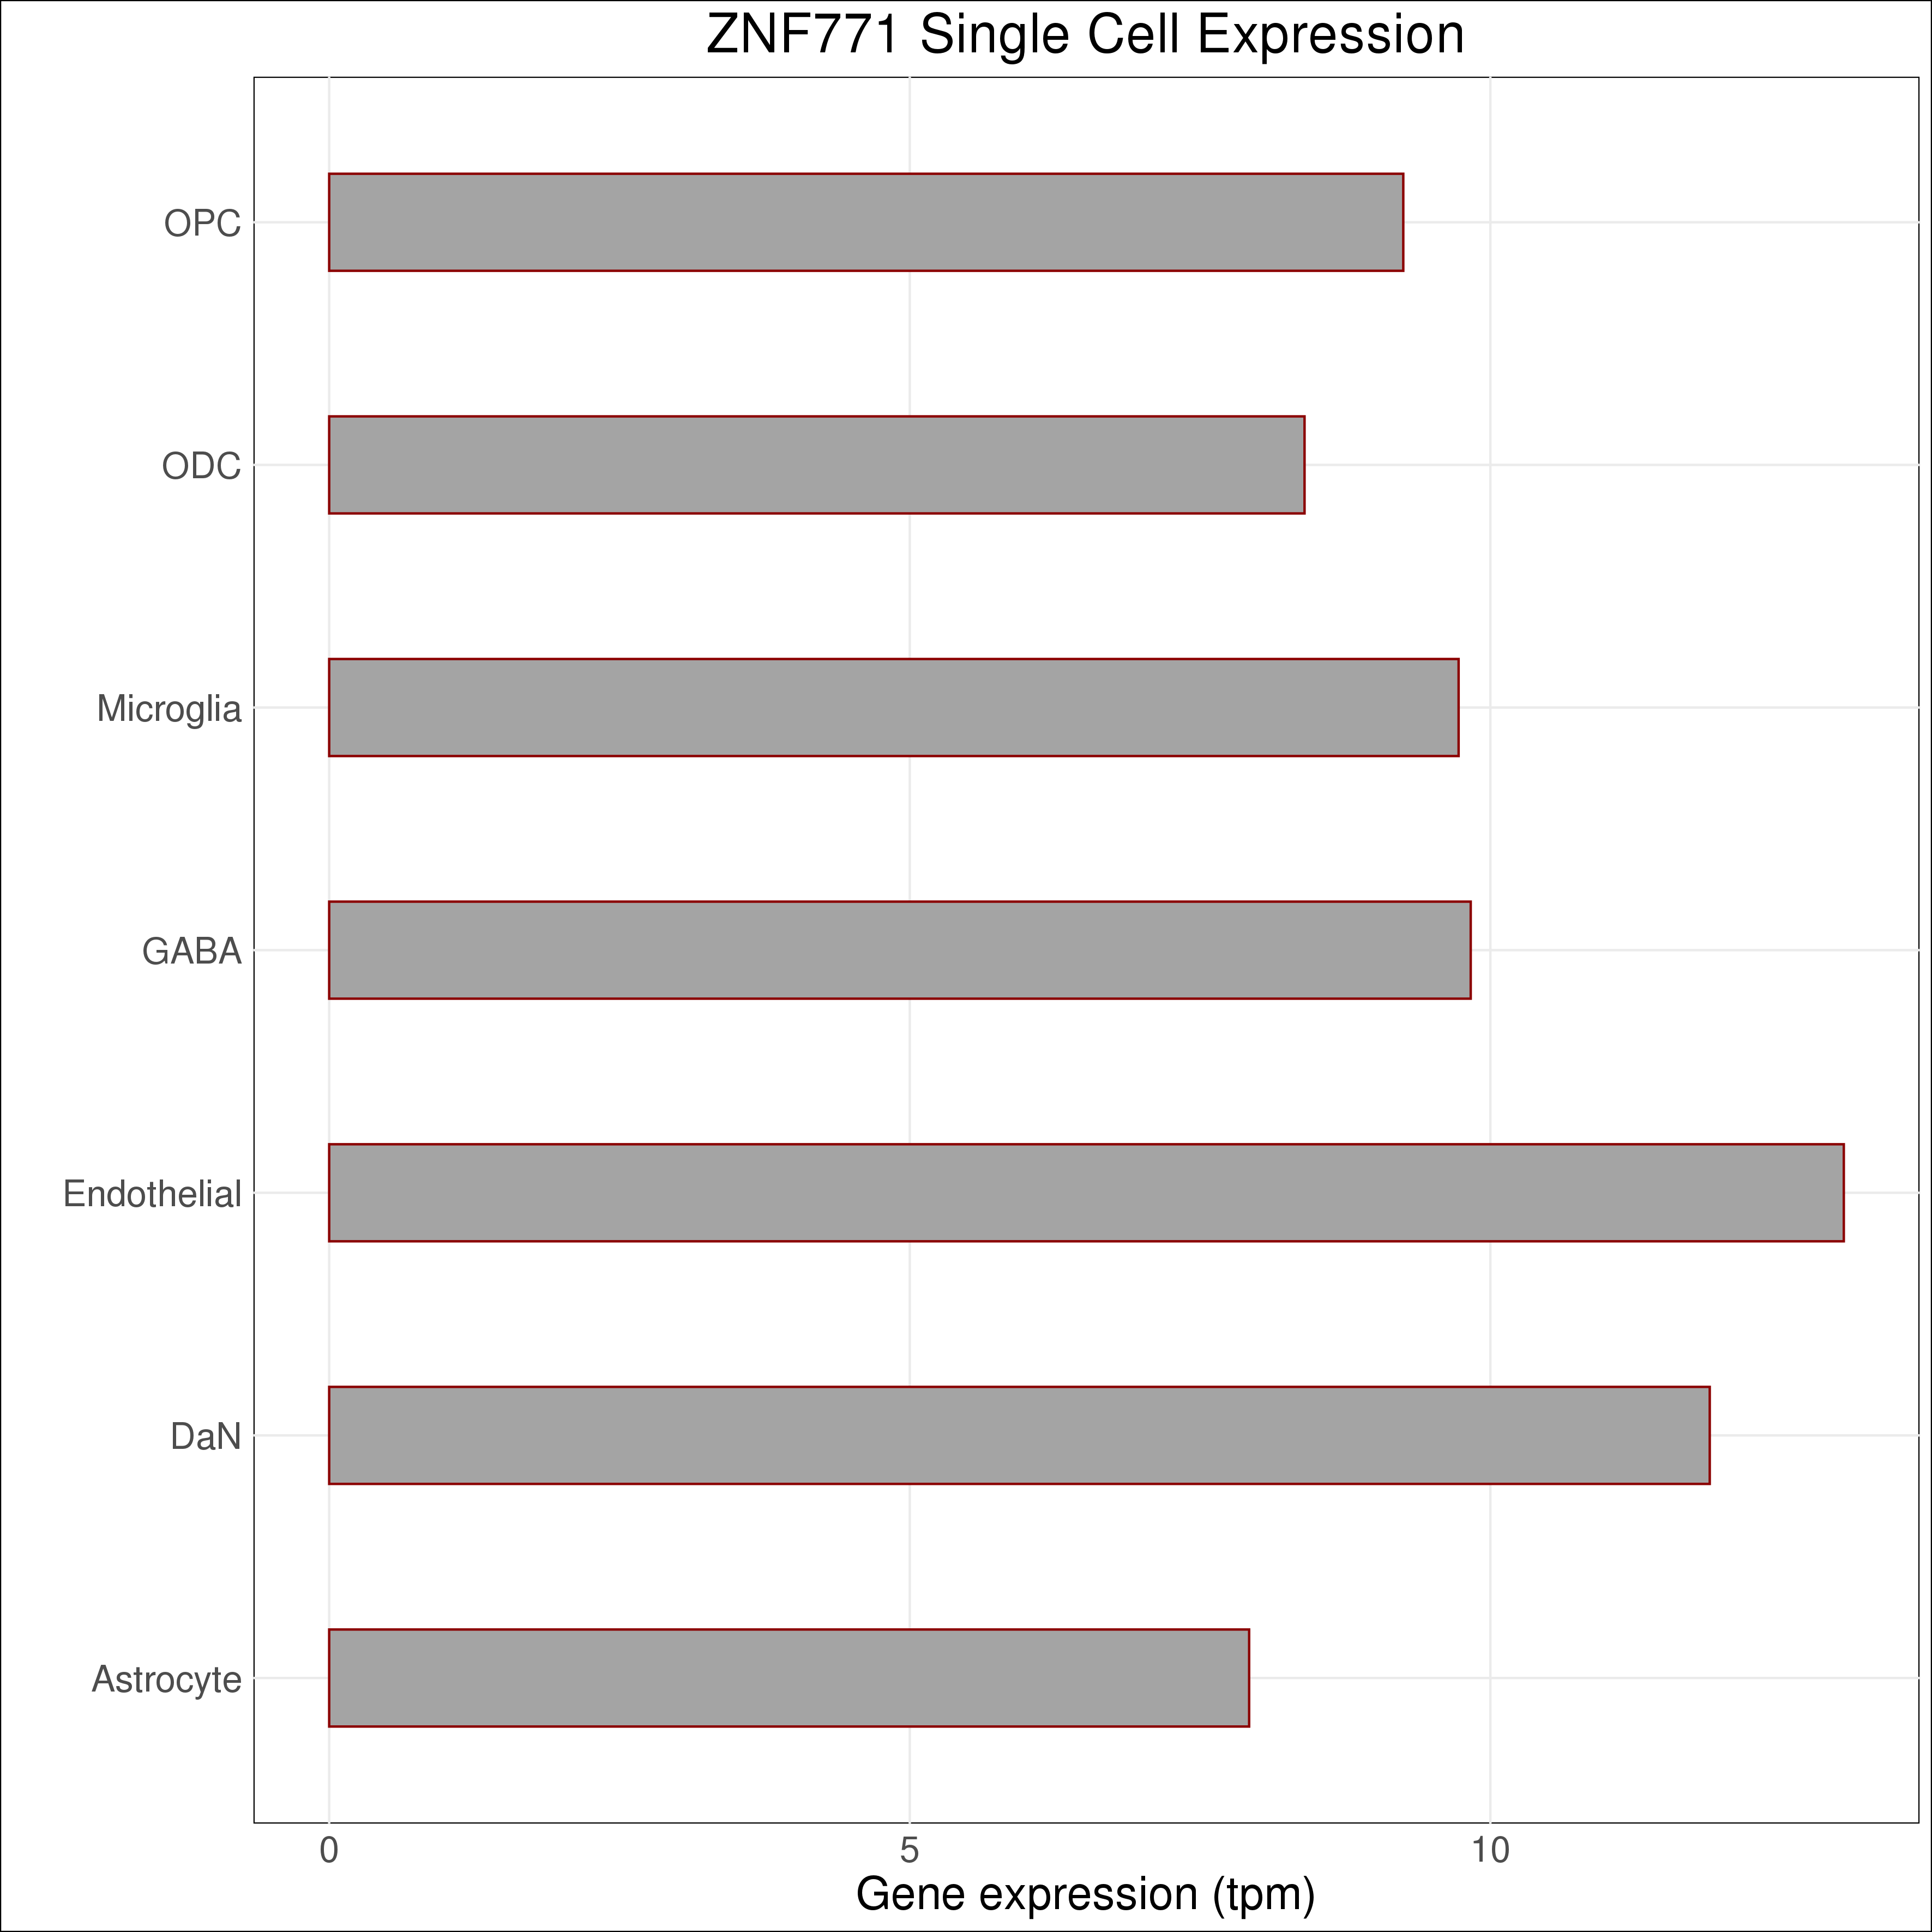 ZNF771 Single Cell Expression
OPC
ODC
Microglia
GABA
Endothelial
DaN
Astrocyte
0 5 10
Gene expression (tpm)